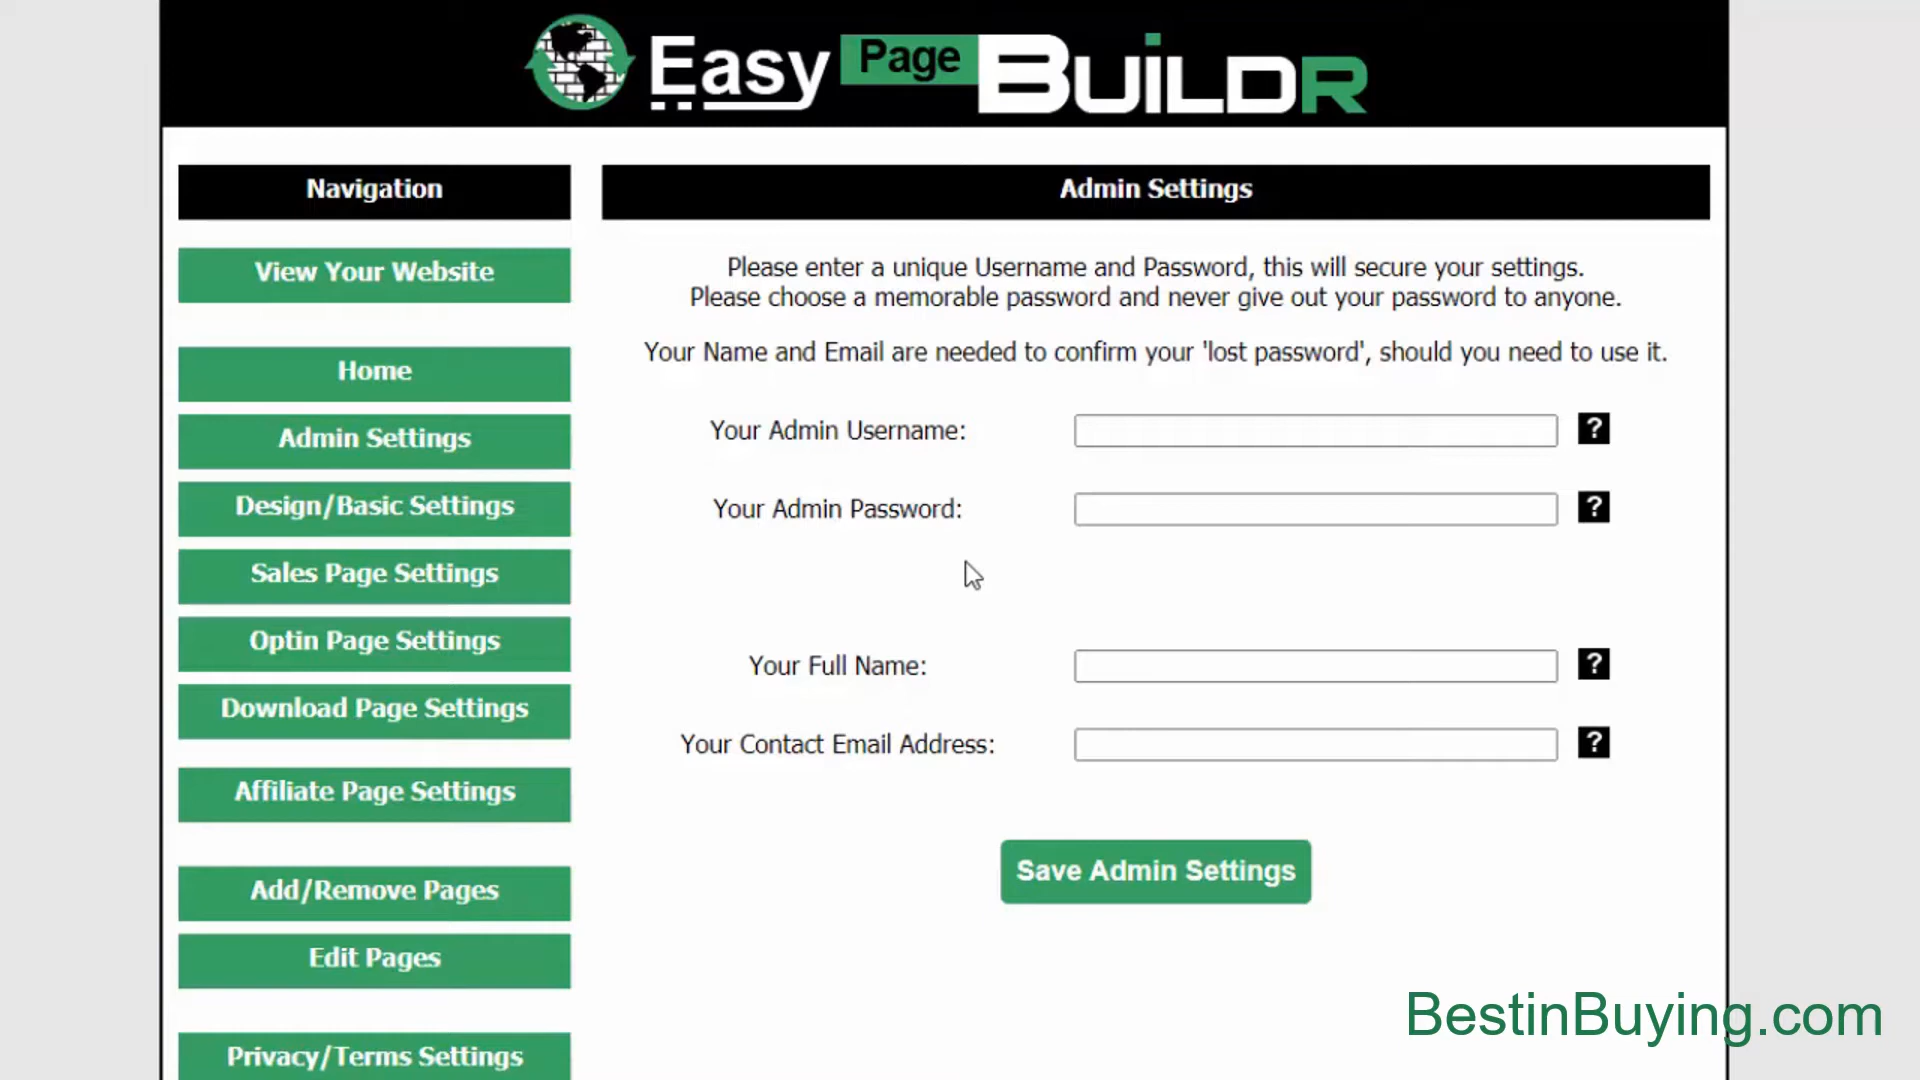 Easy Page BUiLDR
Navigation
Admin Settings
View Your Website
Please enter a unique Username and Password, this will secure your settings.
Please choose a memorable password and never give out your password to anyone.
Your Name and Email are needed to confirm your 'lost password', should you need to use it.
Home
Admin Settings
Design/Basic Settings
Sales Page Settings
Optin Page Settings
Download Page Settings
Affiliate Page Settings
Add/Remove Pages
Edit Pages
Privacy/Terms Settings
Your Admin Username: ?
Your Admin Password: ?
Your Full Name: ?
Your Contact Email Address: ?
Save Admin Settings
BestinBuying.com